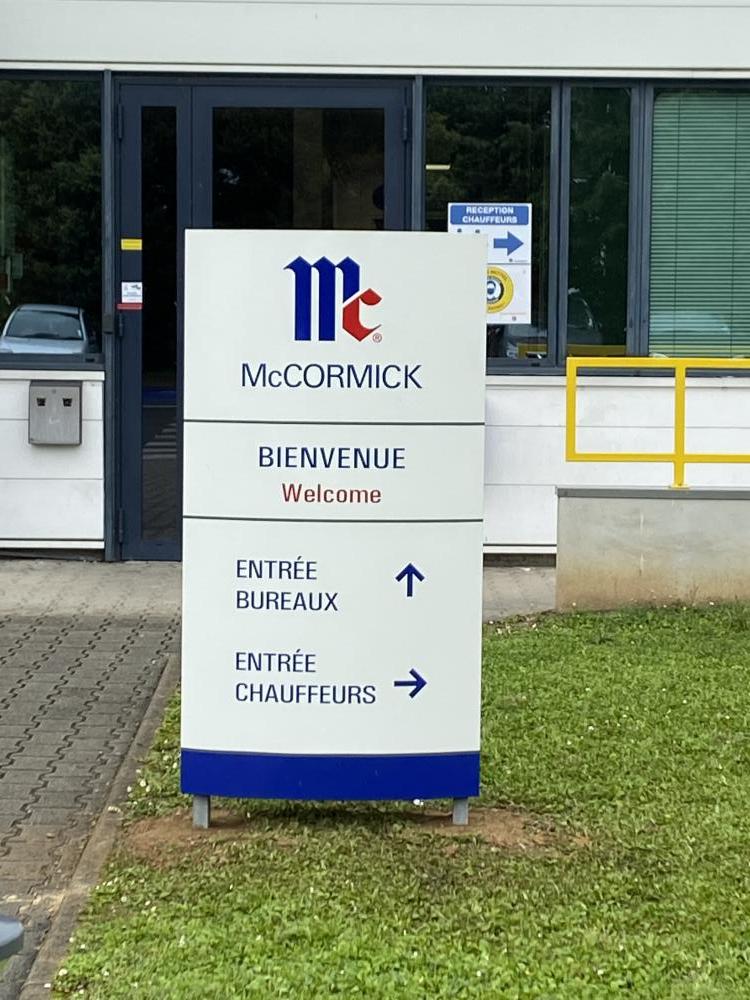 RECEPTION
CHAUFFEURS
Mc
®
McCORMICK
BIENVENUE
Welcome
ENTRÉE
BUREAUX
ENTRÉE
CHAUFFEURS